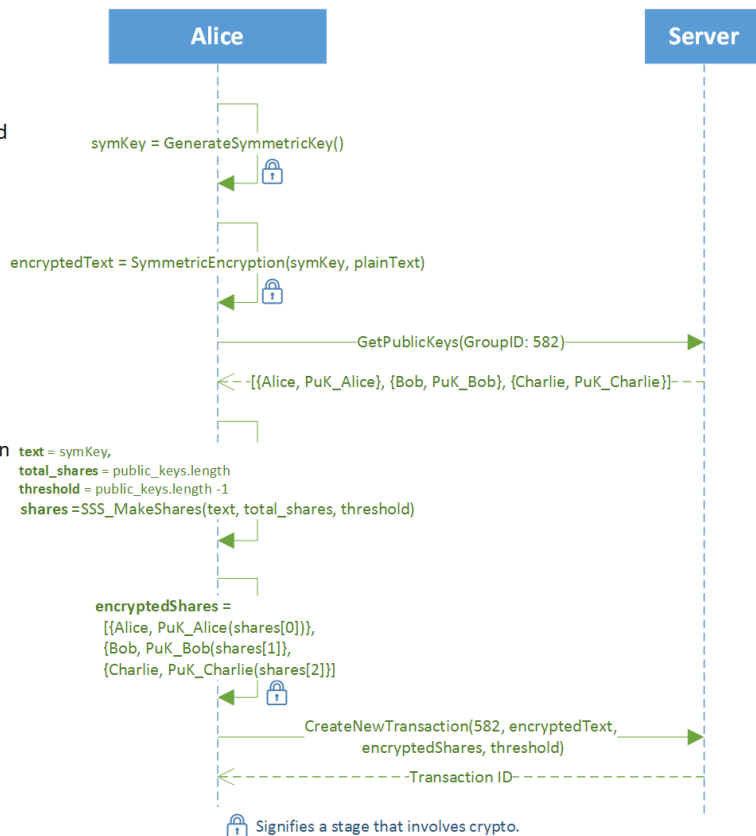 Alice
Server
d
symKey = GenerateSymmetricKey()
encryptedText = SymmetricEncryption(symKey, plainText)
GetPublicKeys(GroupID: 582)
[{Alice, PuK_Alice}, {Bob, PuK_Bob}, {Charlie, PuK_Charlie}]
n
text = symKey,
total_shares = public_keys.length
threshold = public_keys.length -1
shares =SSS_MakeShares(text, total_shares, threshold)
encryptedShares =
[{Alice, PuK_Alice(shares[0])},
{Bob, PuK_Bob(shares[1]},
{Charlie, PuK_Charlie(shares[2]}]
CreateNewTransaction(582, encryptedText,
encryptedShares, threshold)
Transaction ID
Signifies a stage that involves crypto.